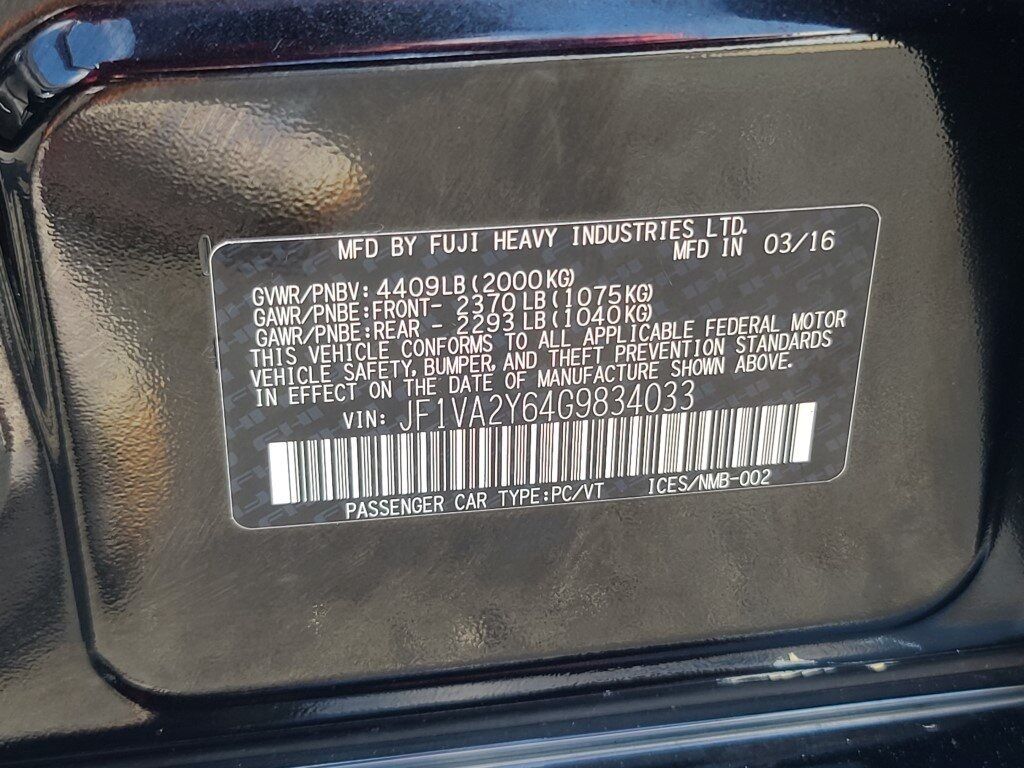 MFD BY FUJI HEAVY INDUSTRIES LTD.
MFD IN 03/16
GVWR/PNBV: 4409LB(2000KG)
GAWR/PNBE:FRONT- 2370LB(1075KG)
GAWR/PNBE:REAR - 2293LB(1040KG)
THIS VEHICLE CONFORMS TO ALL APPLICABLE FEDERAL MOTOR
VEHICLE SAFETY, BUMPER, AND THEFT PREVENTION STANDARDS
IN EFFECT ON THE DATE OF MANUFACTURE SHOWN ABOVE.
VIN: JF1VA2Y64G9834033
PASSENGER CAR TYPE:PC/VT ICES/NMB-002